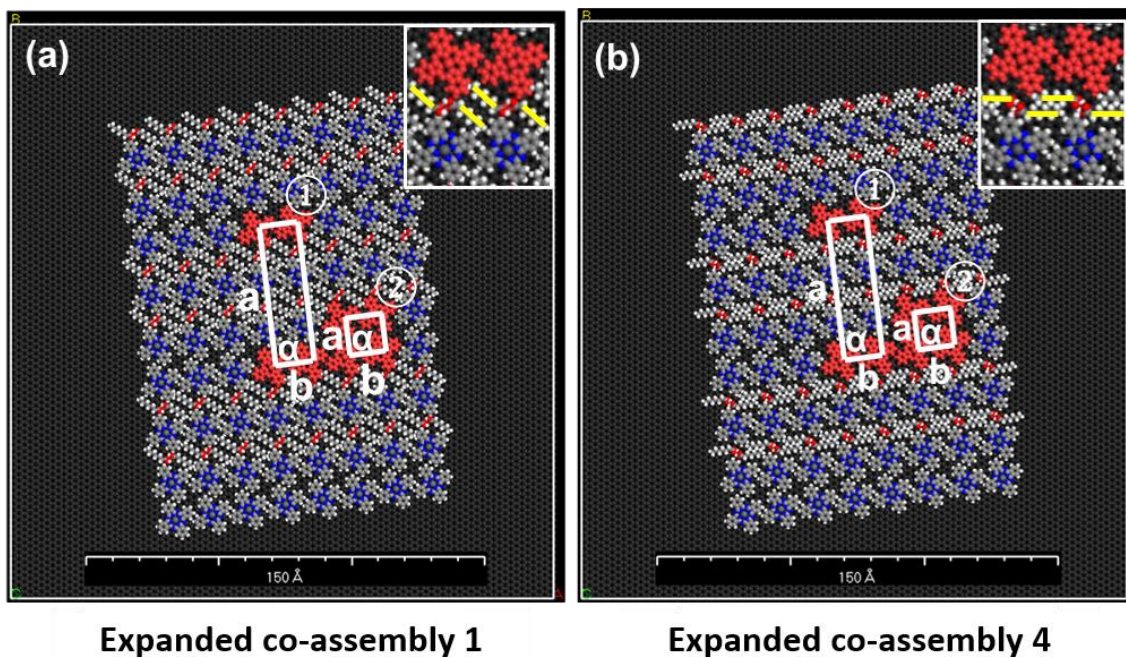 B
(a)
1
a
α
b
2
a
α
b
150 Å
C
A
Expanded co-assembly 1
B
(b)
1
a
α
b
2
a
α
b
150 Å
C
Expanded co-assembly 4